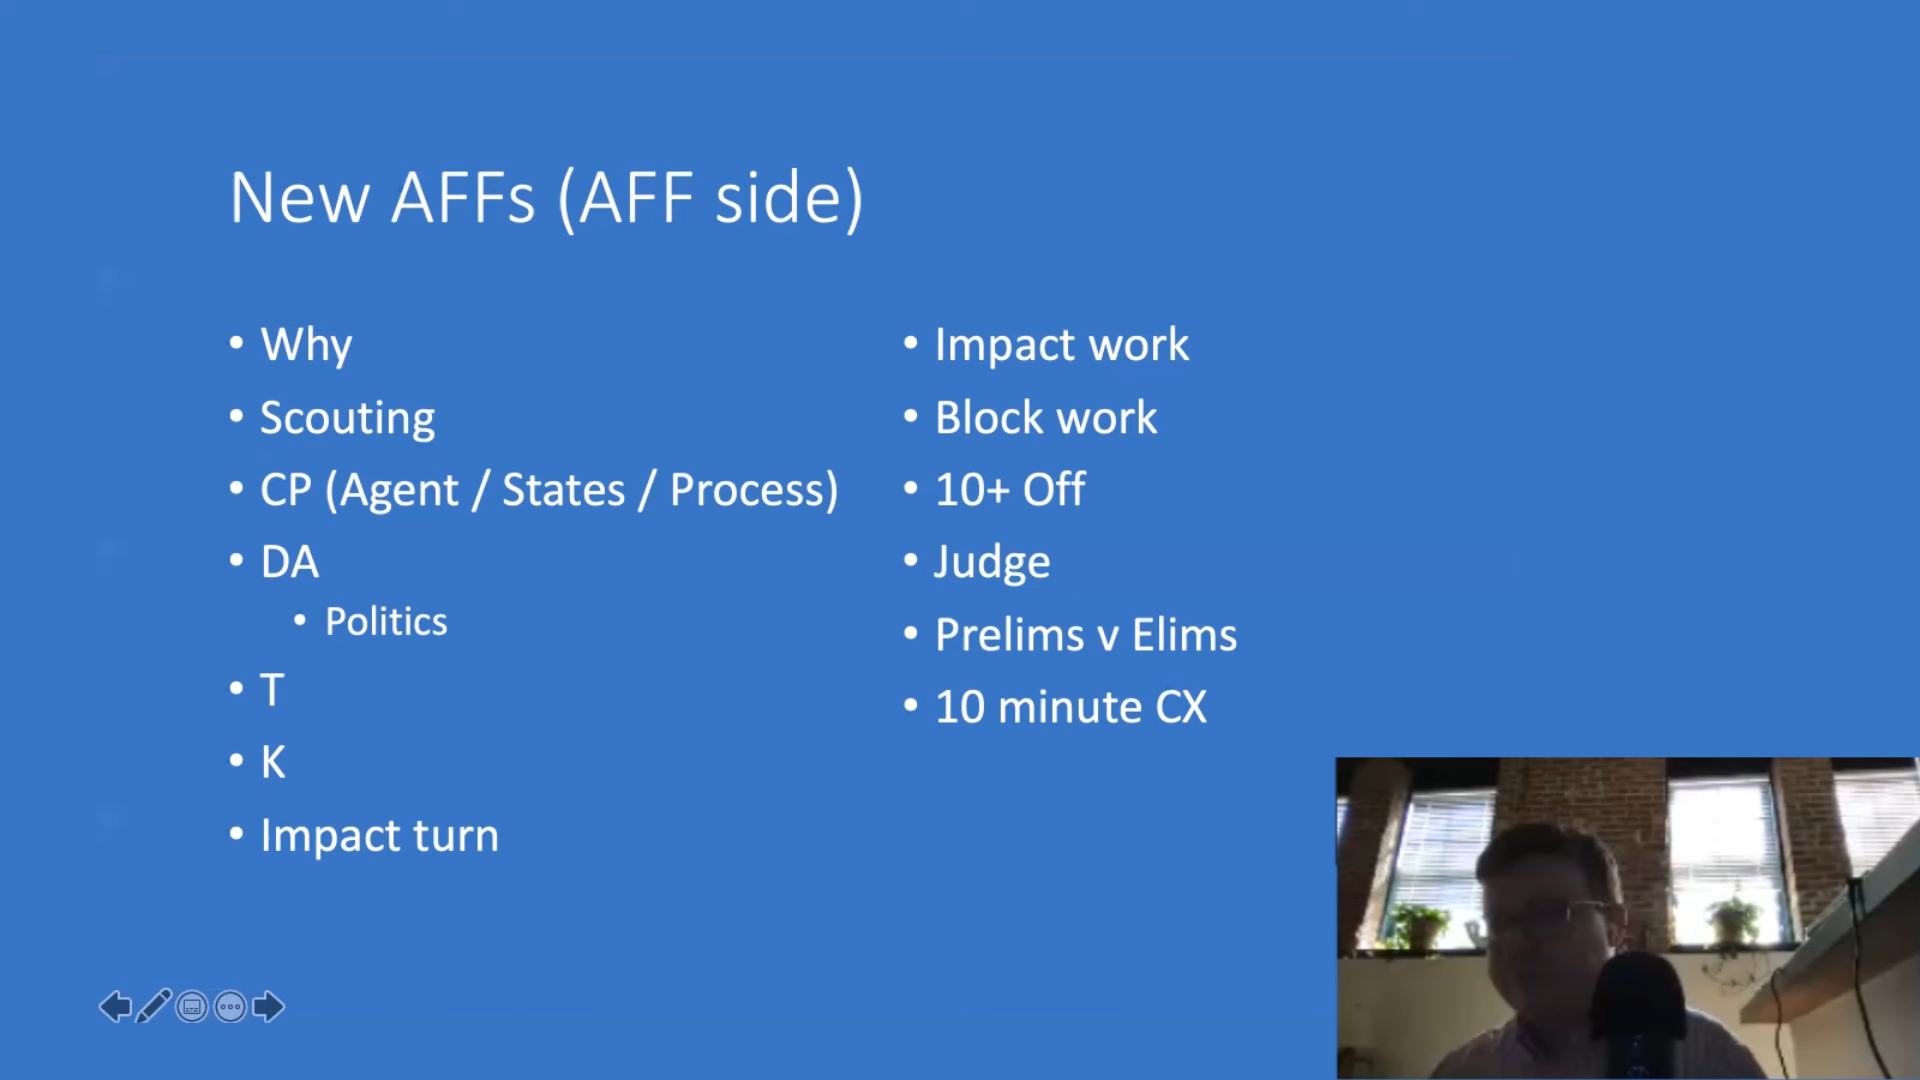 New AFFs (AFF side)
• Why
• Scouting
• CP (Agent / States / Process)
• DA
• Politics
• T
• K
• Impact turn
• Impact work
• Block work
• 10+ Off
• Judge
• Prelims v Elims
• 10 minute CX